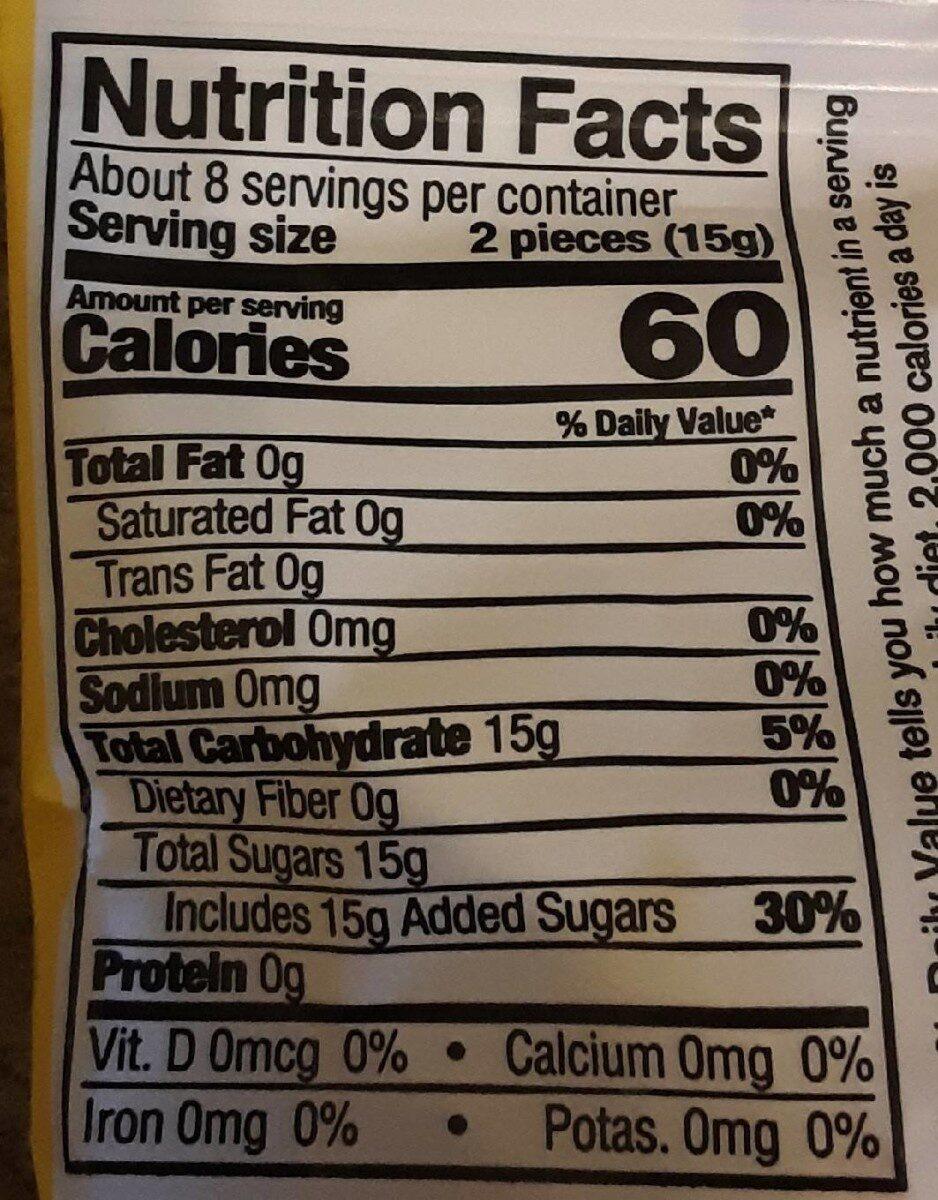 Nutrition Facts
About 8 servings per container
Serving size 2 pieces (15g)
Amount per serving
Calories 60
% Daily Value*
Total Fat 0g 0%
Saturated Fat 0g 0%
Trans Fat 0g
Cholesterol 0mg 0%
Sodium 0mg 0%
Total Carbohydrate 15g 5%
Dietary Fiber 0g 0%
Total Sugars 15g
Includes 15g Added Sugars 30%
Protein 0g
Vit. D 0mcg 0% • Calcium 0mg 0%
Iron 0mg 0% • Potas. 0mg 0%
Daily Value tells you how much a nutrient in a serving
diet. 2,000 calories a day is